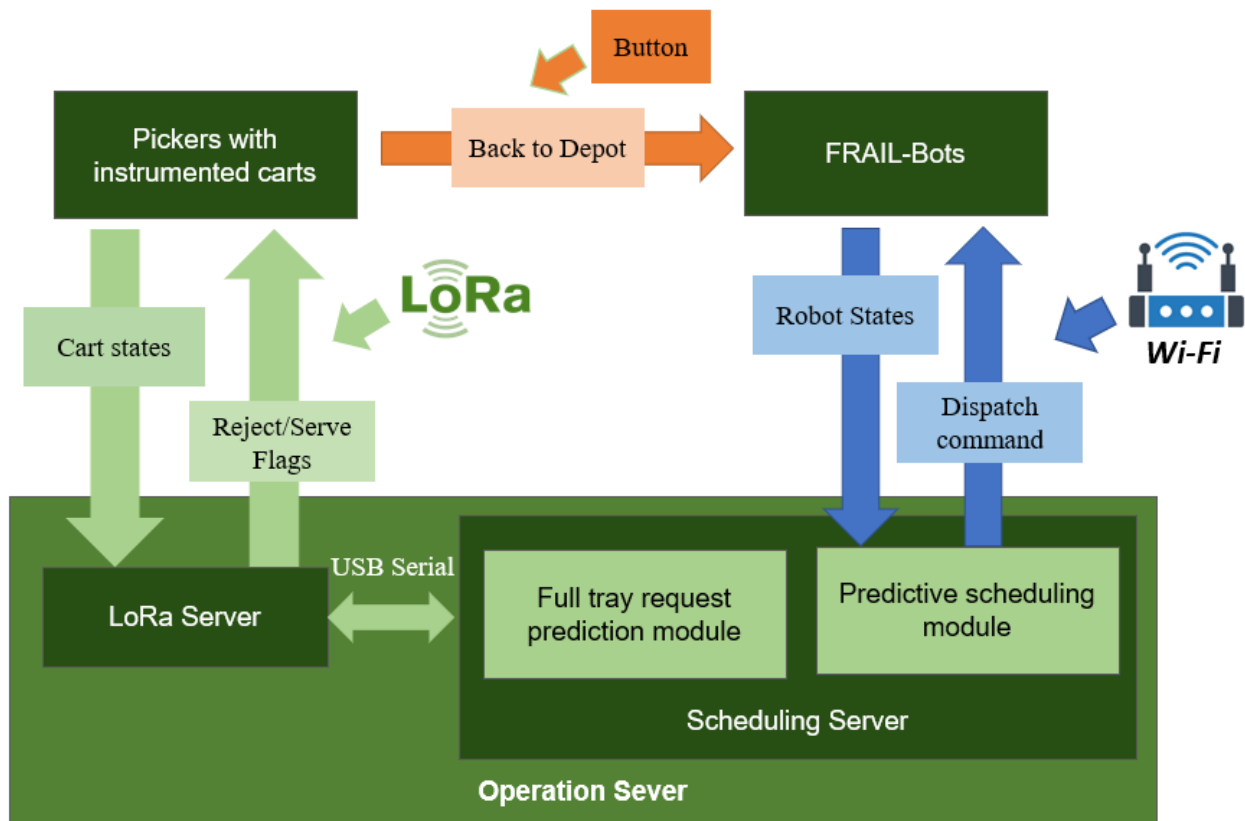 Button
Pickers with
instrumented carts
Back to Depot
FRAIL-Bots
LoRa
Cart states
Robot States
Wi-Fi
Reject/Serve
Flags
Dispatch
command
USB Serial
LoRa Server
Full tray request
prediction module
Predictive scheduling
module
Scheduling Server
Operation Sever